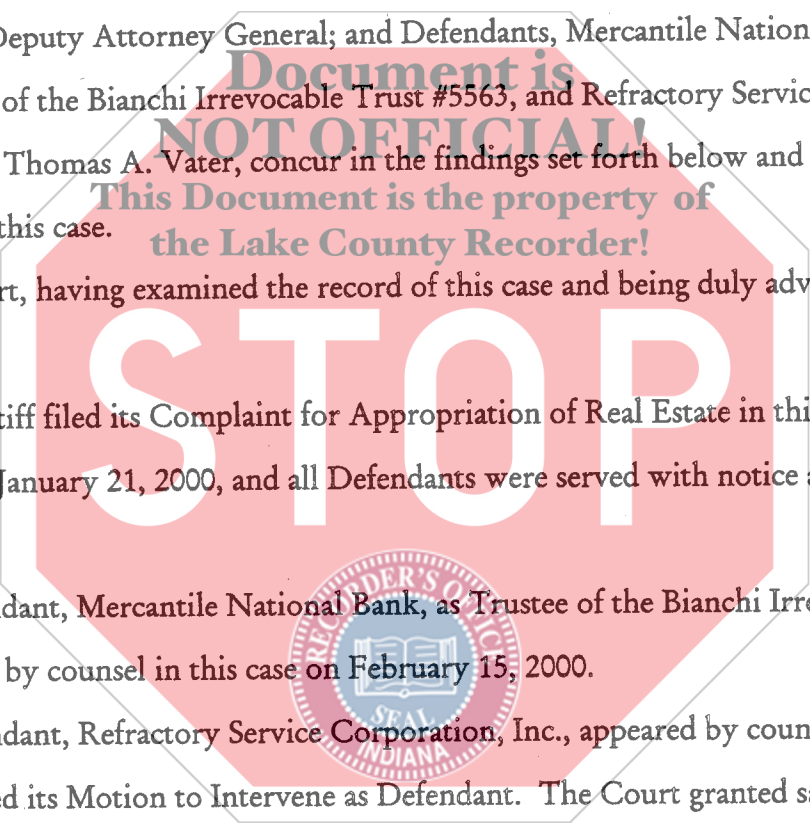 Deputy Attorney General; and Defendants, Mercantile Nation
Document is
of the Bianchi Irrevocable Trust #5563, and Refractory Servic
NOT OFFICIAL!
Thomas A. Vater, concur in the findings set forth below and
This Document is the property of
this case.
the Lake County Recorder!
rt, having examined the record of this case and being duly adv
STOP
tiff filed its Complaint for Appropriation of Real Estate in thi
January 21, 2000, and all Defendants were served with notice a
RECORDER'S OFFICE
dant, Mercantile National Bank, as Trustee of the Bianchi Irre
by counsel in this case on February 15, 2000.
SEAL
ndant, Refractory Service Corporation, Inc., appeared by coun
INDIANA
ed its Motion to Intervene as Defendant. The Court granted sa